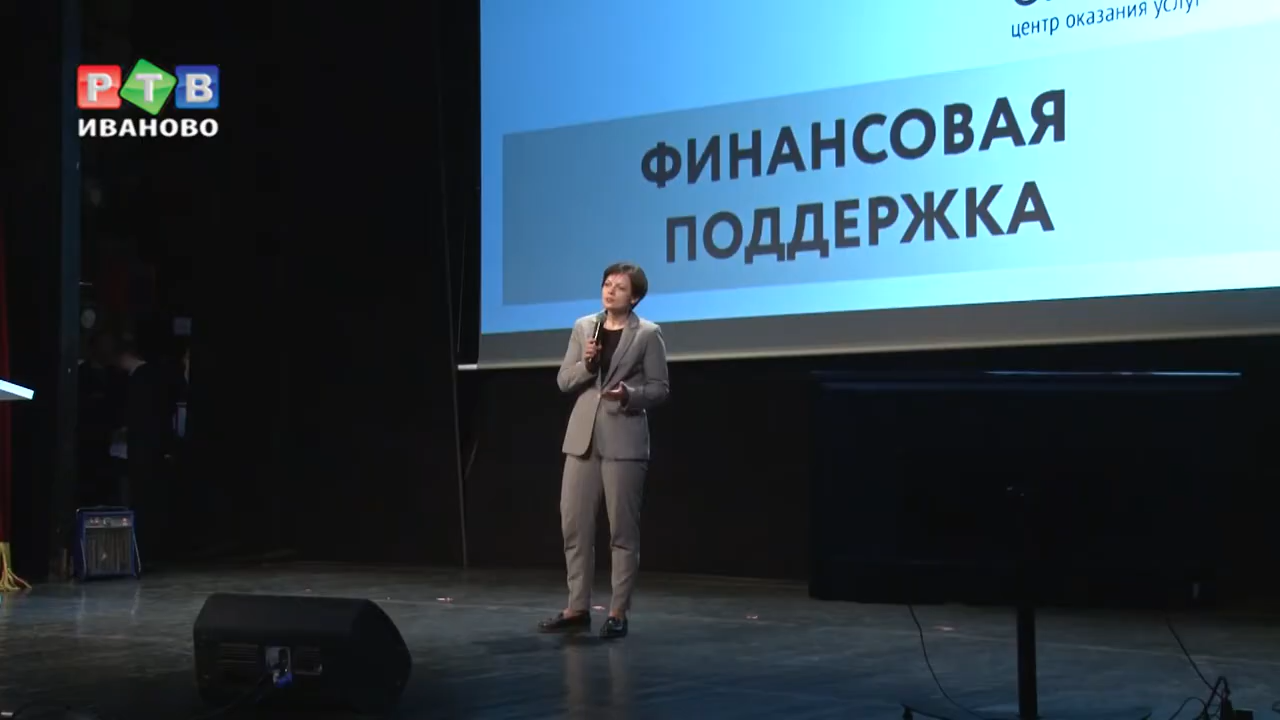 РТВ
ИВАНОВО
центр оказания услуг
ФИНАНСОВАЯ
ПОДДЕРЖКА